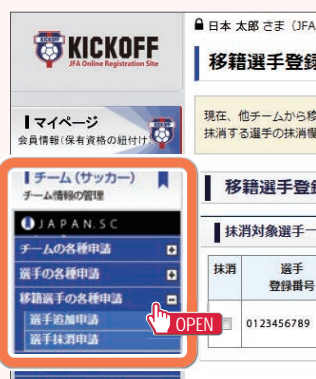 KICKOFF
JFA Online Registration Site
日本 太郎 さま（JFA
移籍選手登録
マイページ
会員情報(保有資格の紐付け
現在、他チームから移
抹消する選手の抹消欄
チーム（サッカー）
チーム情報の管理
JAPAN.SC
チームの各種申請
選手の各種申請
移籍選手の各種申請
選手追加申請
選手抹消申請
OPEN
移籍選手登録
抹消対象選手一
抹消
選手
登録番号
0123456789